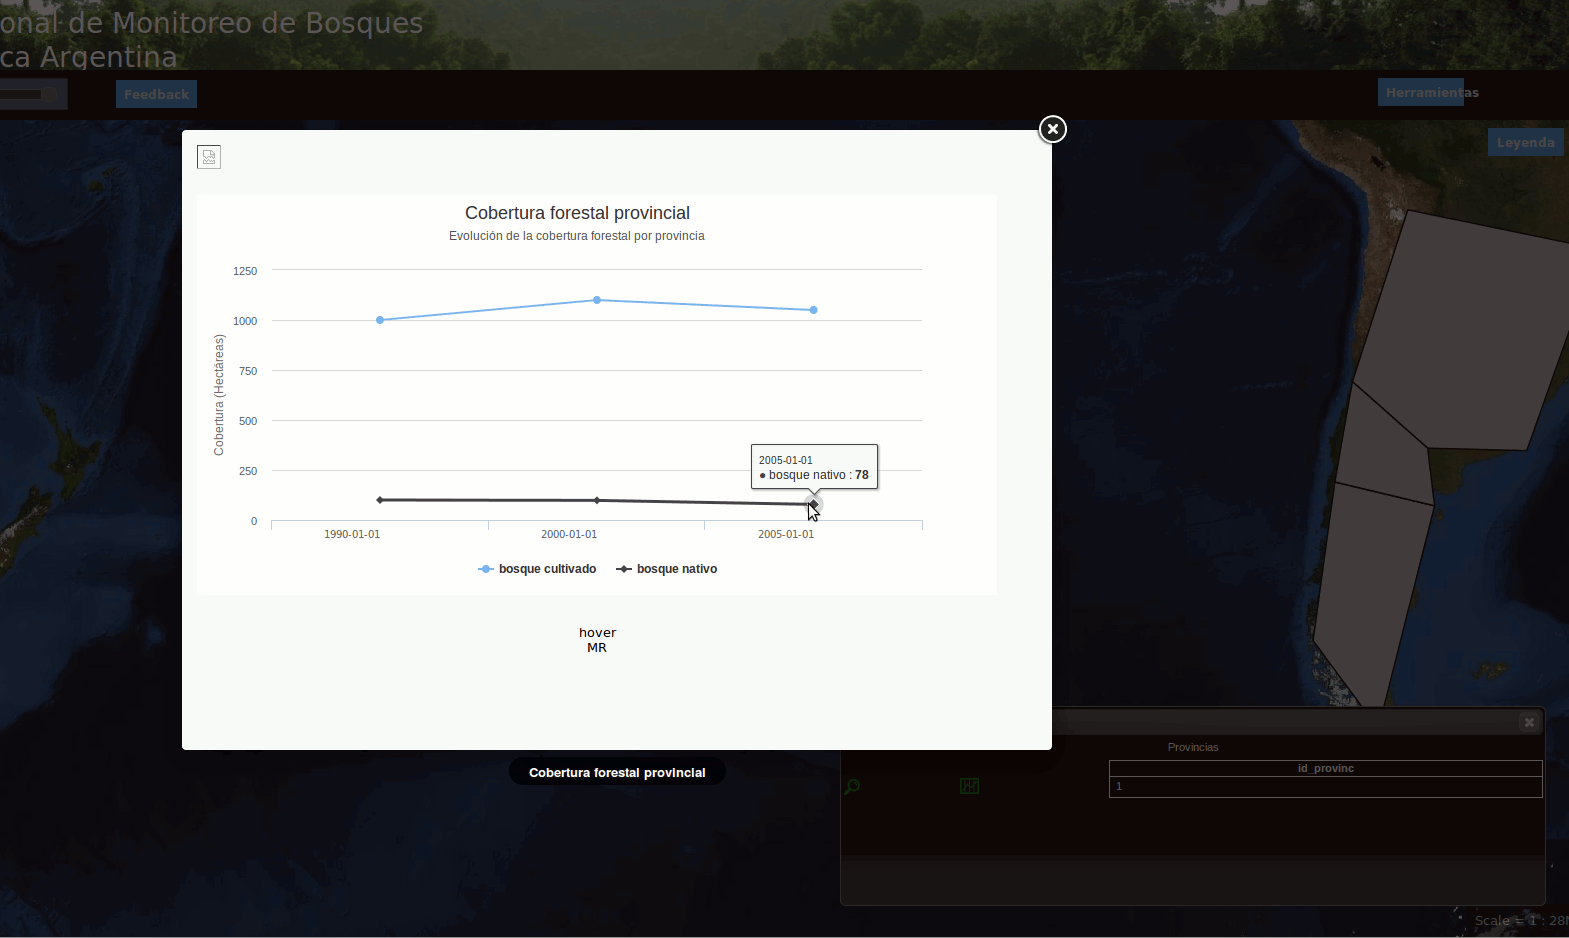 onal de Monitoreo de Bosques
ca Argentina
Feedback
Herramientas
Leyenda
Cobertura forestal provincial
Evolución de la cobertura forestal por provincia
Cobertura (Hectáreas)
1250
1000
750
500
250
0
2005-01-01
● bosque nativo : 78
1990-01-01
2000-01-01
2005-01-01
bosque cultivado
bosque nativo
hover
MR
Cobertura forestal provincial
Provincias
id_provinc
1
Scale = 1 : 28M